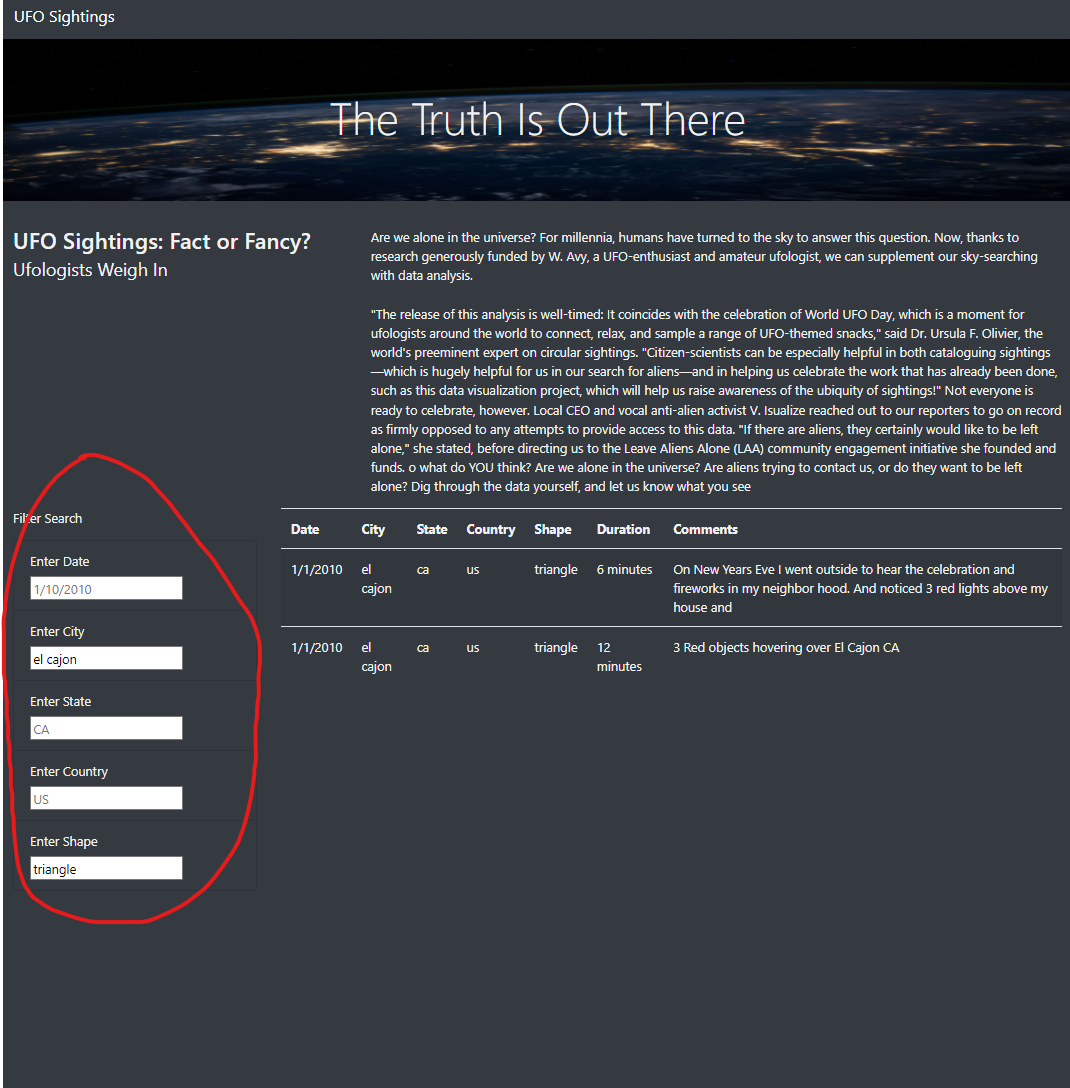 UFO Sightings
The Truth Is Out There
UFO Sightings: Fact or Fancy?
Ufologists Weigh In
Are we alone in the universe? For millennia, humans have turned to the sky to answer this question. Now, thanks to
research generously funded by W. Avy, a UFO-enthusiast and amateur ufologist, we can supplement our sky-searching
with data analysis.
"The release of this analysis is well-timed: It coincides with the celebration of World UFO Day, which is a moment for
ufologists around the world to connect, relax, and sample a range of UFO-themed snacks," said Dr. Ursula F. Olivier, the
world's preeminent expert on circular sightings. "Citizen-scientists can be especially helpful in both cataloguing sightings
—which is hugely helpful for us in our search for aliens—and in helping us celebrate the work that has already been done,
such as this data visualization project, which will help us raise awareness of the ubiquity of sightings!" Not everyone is
ready to celebrate, however. Local CEO and vocal anti-alien activist V. Isualize reached out to our reporters to go on record
as firmly opposed to any attempts to provide access to this data. "If there are aliens, they certainly would like to be left
alone," she stated, before directing us to the Leave Aliens Alone (LAA) community engagement initiative she founded and
funds. o what do YOU think? Are we alone in the universe? Are aliens trying to contact us, or do they want to be left
alone? Dig through the data yourself, and let us know what you see
Filter Search
Enter Date
1/10/2010
Enter City
el cajon
Enter State
CA
Enter Country
US
Enter Shape
triangle
Date City State Country Shape Duration Comments
1/1/2010 el ca us triangle 6 minutes On New Years Eve I went outside to hear the celebration and
cajon fireworks in my neighbor hood. And noticed 3 red lights above my
house and
1/1/2010 el ca us triangle 12 3 Red objects hovering over El Cajon CA
cajon minutes